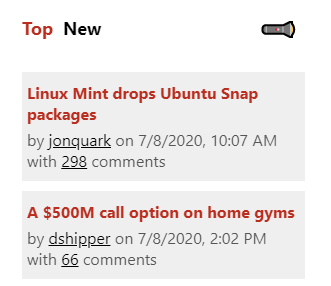 Top New
Linux Mint drops Ubuntu Snap
packages
by jonquark on 7/8/2020, 10:07 AM
with 298 comments
A $500M call option on home gyms
by dshipper on 7/8/2020, 2:02 PM
with 66 comments